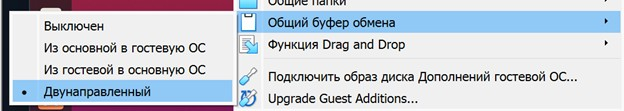 Общие папки
Общий буфер обмена
Функция Drag and Drop
Подключить образ диска Дополнений гостевой ОС...
Upgrade Guest Additions...
Выключен
Из основной в гостевую ОС
Из гостевой в основную ОС
Двунаправленный